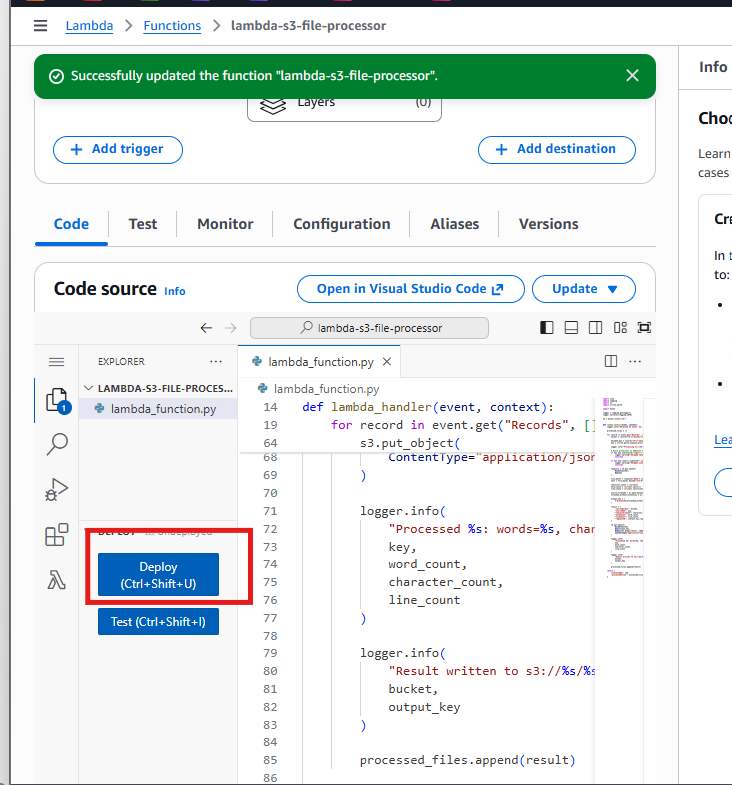 Lambda > Functions > lambda-s3-file-processor
Info
Successfully updated the function "lambda-s3-file-processor".
Layers (0)
Choo
Add trigger
Add destination
Learn
cases
Code Test Monitor Configuration Aliases Versions
Cre
In t
to:
Code source Info
Open in Visual Studio Code
Update
lambda-s3-file-processor
EXPLORER
lambda_function.py
LAMBDA-S3-FILE-PROCES...
lambda_function.py
1
lambda_function.py
14 def lambda_handler(event, context):
19 for record in event.get("Records", []
64 s3.put_object(
68 ContentType="application/json
69 )
70
71 logger.info(
72 "Processed %s: words=%s, char
73 key,
74 word_count,
75 character_count,
76 line_count
77 )
78
79 logger.info(
80 "Result written to s3://%s/%s
81 bucket,
82 output_key
83 )
84
85 processed_files.append(result)
86
DEPLOY
Deploy
(Ctrl+Shift+U)
Test (Ctrl+Shift+I)
Lea